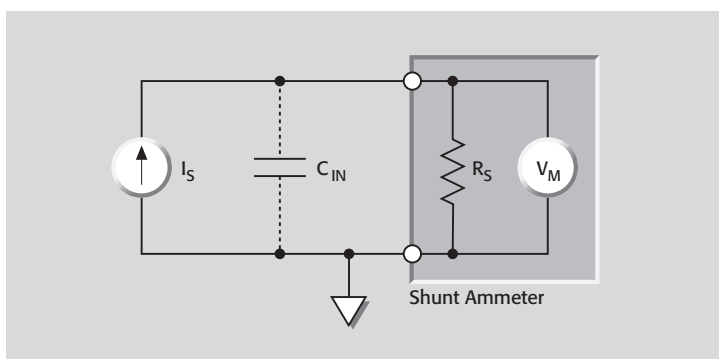 I_S
C_IN
R_S
V_M
Shunt Ammeter